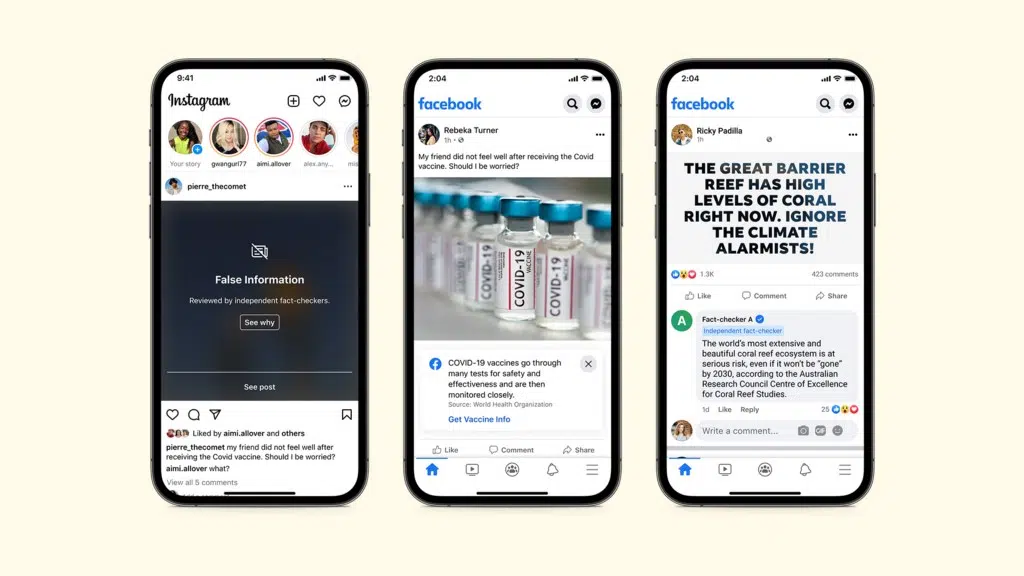 9:41
Instagram
Your story
gwangurl77
aimi.allover
alex.any...
mis
pierre_thecomet
False Information
Reviewed by independent fact-checkers.
See why
See post
Liked by aimi.allover and others
pierre_thecomet my friend did not feel well after
receiving the Covid vaccine. Should I be worried?
aimi.allover what?
View all 5 comments
2:04
facebook
Rebeka Turner
1h
My friend did not feel well after receiving the Covid
vaccine. Should I be worried?
COVID-19
COVID-19
COVID-19
VACCINE
COVID-19
COVID-19 vaccines go through
many tests for safety and
effectiveness and are then
monitored closely.
Source: World Health Organization
Get Vaccine Info
Like
Comment
Share
2:04
facebook
Ricky Padilla
1h
THE GREAT BARRIER
REEF HAS HIGH
LEVELS OF CORAL
RIGHT NOW. IGNORE
THE CLIMATE
ALARMISTS!
1.3K
423 comments
Like
Comment
Share
A
Fact-checker A
Independent fact-checker
The world's most extensive and
beautiful coral reef ecosystem is at
serious risk, even if it won't be "gone"
by 2030, according to the Australian
Research Council Centre of Excellence
for Coral Reef Studies.
1d Like Reply
25
Write a comment...
GIF